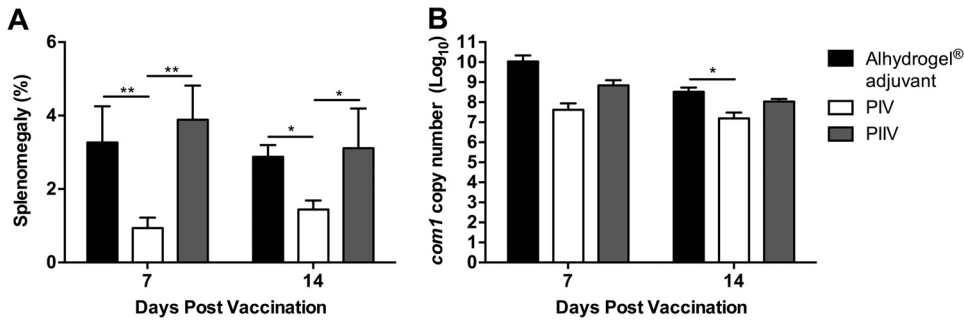 A
Splenomegaly (%)
6
4
2
0
** **
* *
7 14
Days Post Vaccination
B
com1 copy number (Log10)
11
10
9
8
7
6
5
4
3
2
1
0
*
7 14
Days Post Vaccination
Alhydrogel®
adjuvant
PIV
PIIV